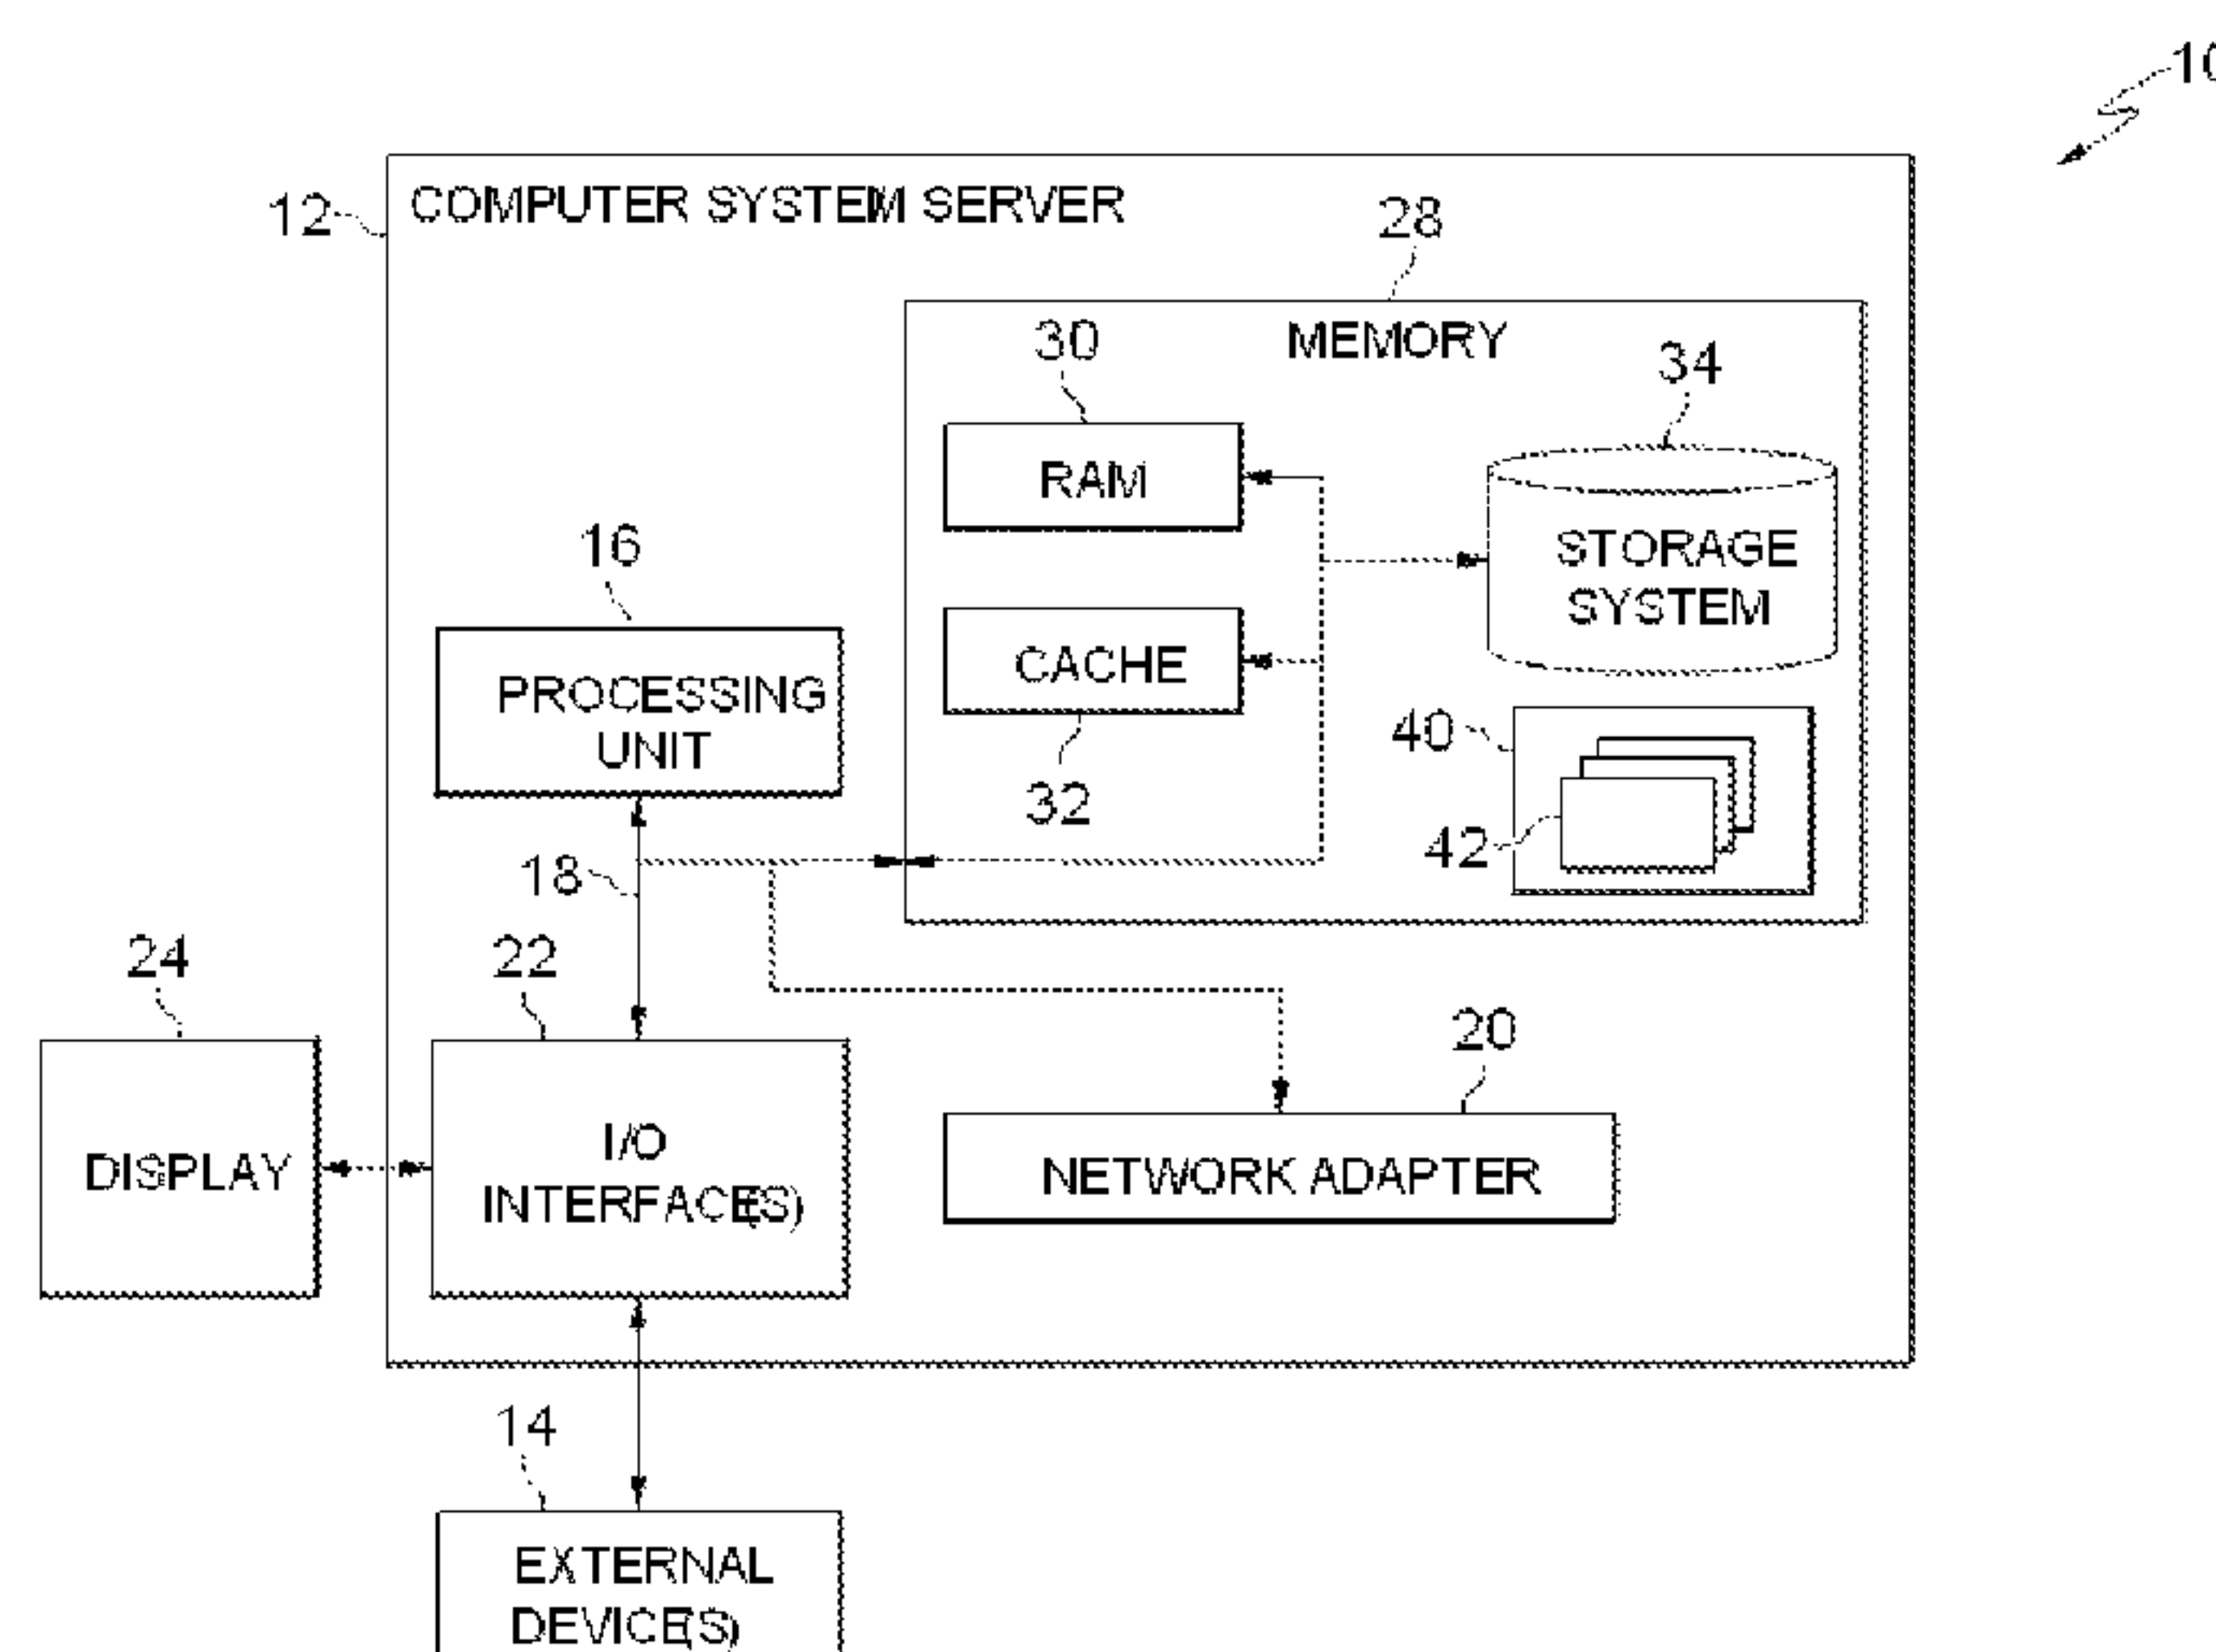 10
12
COMPUTER SYSTEM SERVER
28
MEMORY
30
34
RAM
STORAGE
SYSTEM
16
CACHE
PROCESSING
UNIT
40
32
42
18
24
22
20
DISPLAY
I/O
INTERFACE(S)
NETWORK ADAPTER
14
EXTERNAL
DEVICE(S)